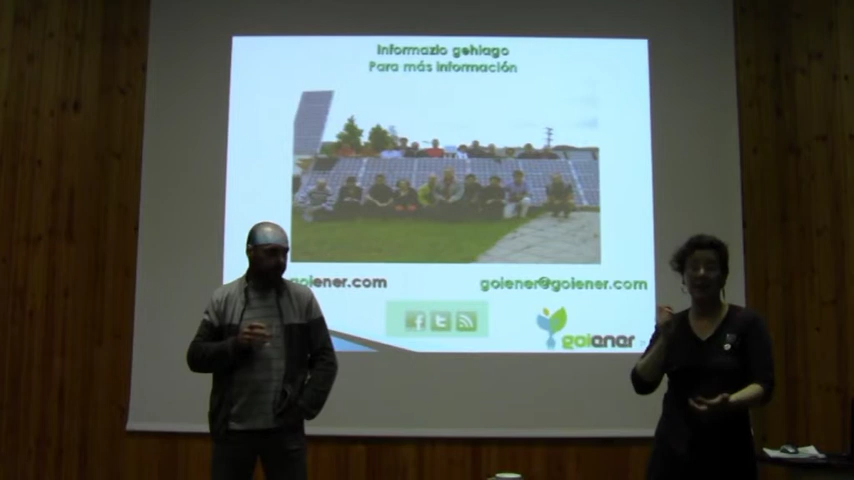 Informazio gehiago
Para más información
goiener.com
goiener@goiener.com
goiener